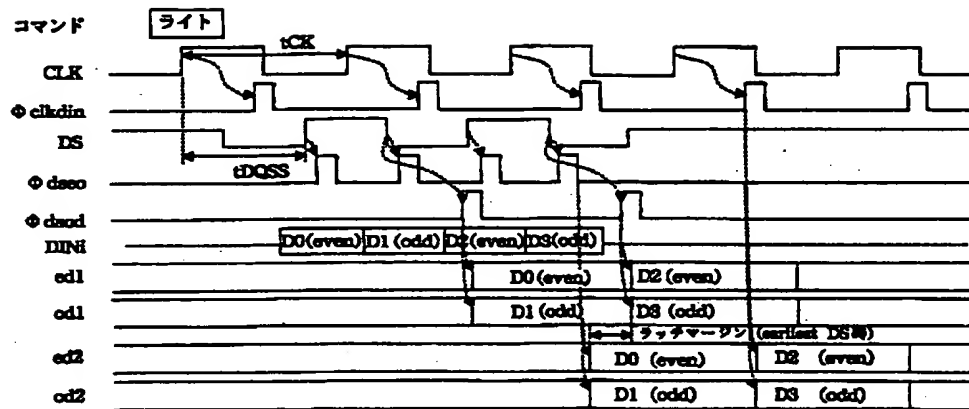 コマンド ライト
tCK
CLK
Φclkdin
DS
tDQSS
Φdseo
Φdsod
DINi D0(even) D1(odd) D2(even) D3(odd)
ed1 D0(even) D2(even)
od1 D1(odd) D3(odd)
ラッチマージン(earliest DS時)
ed2 D0(even) D2(even)
od2 D1(odd) D3(odd)